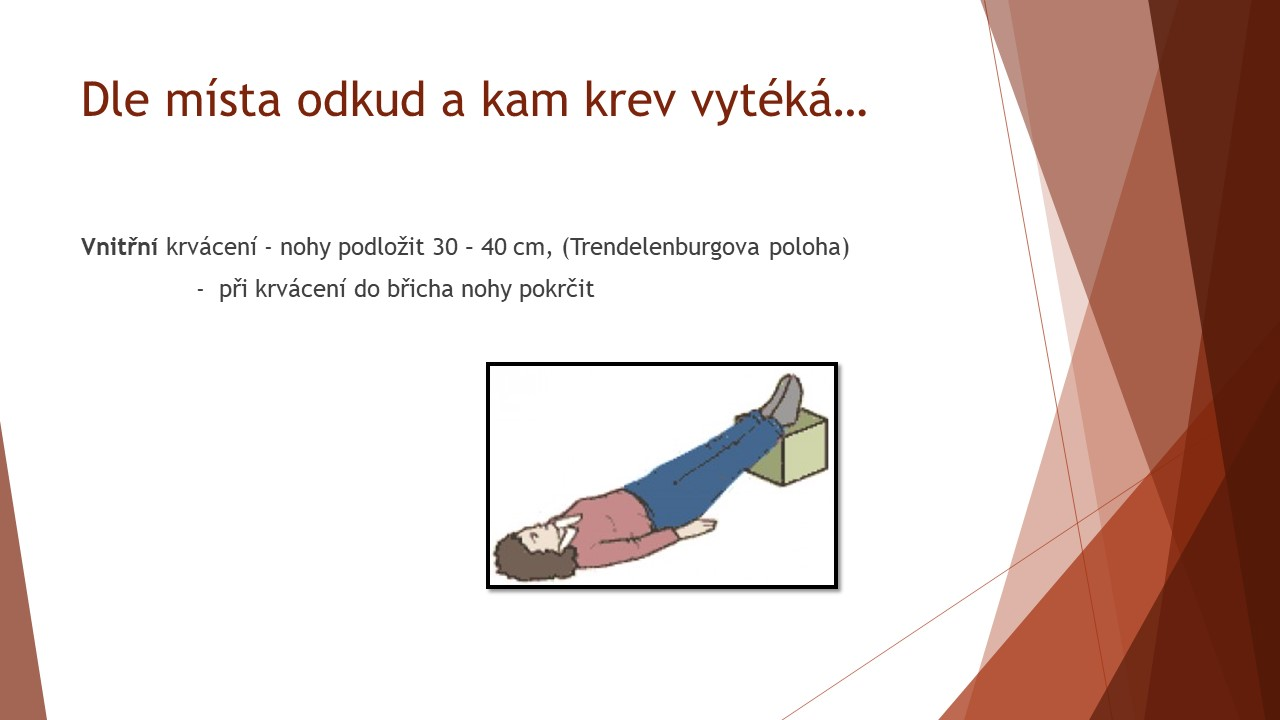 Dle místa odkud a kam krev vytéká…
Vnitřní krvácení - nohy podložit 30 – 40 cm, (Trendelenburgova poloha)
- při krvácení do břicha nohy pokrčit